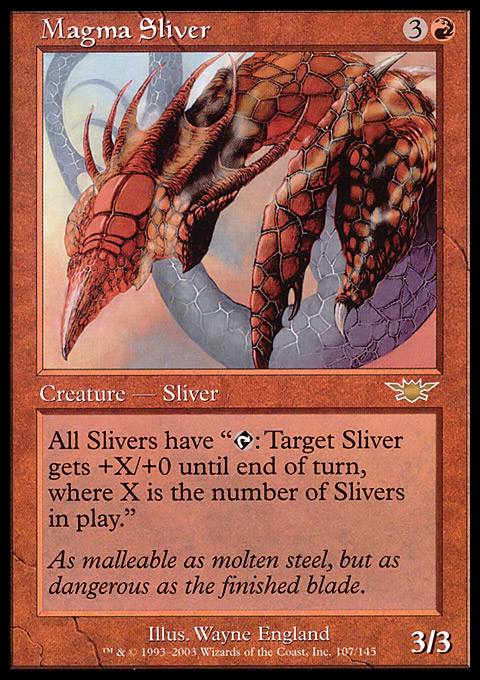 Magma Sliver 3
Creature — Sliver
All Slivers have “: Target Sliver
gets +X/+0 until end of turn,
where X is the number of Slivers
in play.”
As malleable as molten steel, but as
dangerous as the finished blade.
Illus. Wayne England
™ & © 1993–2003 Wizards of the Coast, Inc. 107/145
3/3